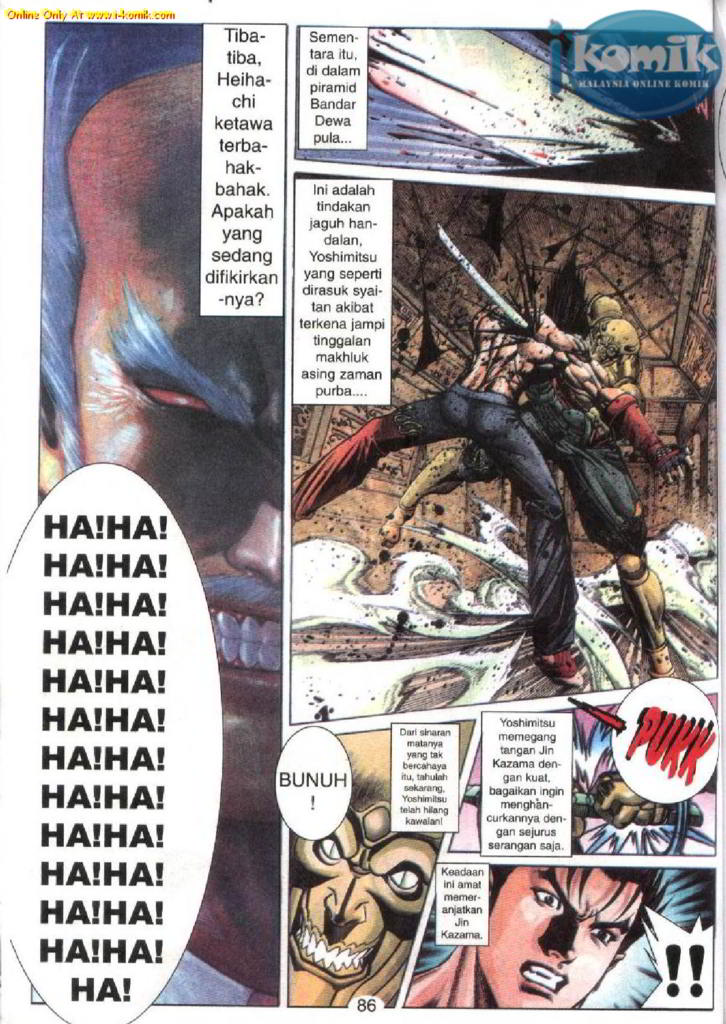 Online Only At www.i-komik.com
ikomik
MALAYSIA ONLINE KOMIK
Tiba-
tiba,
Heiha-
chi
ketawa
terba-
hak-
bahak.
Apakah
yang
sedang
difikirkan
-nya?
HA!HA!
HA!HA!
HA!HA!
HA!HA!
HA!HA!
HA!HA!
HA!HA!
HA!HA!
HA!HA!
HA!HA!
HA!HA!
HA!HA!
HA!
Semen-
tara itu,
di dalam
piramid
Bandar
Dewa
pula...
Ini adalah
tindakan
jaguh han-
dalan,
Yoshimitsu
yang seperti
dirasuk syai-
tan akibat
terkena jampi
tinggalan
makhluk
asing zaman
purba....
BUNUH
!
Dari sinaran
matanya
yang tak
bercahaya
itu, tahulah
sekarang,
Yoshimitsu
telah hilang
kawalan!
Yoshimitsu
memegang
tangan Jin
Kazama den-
gan kuat,
bagaikan ingin
menghan-
curkannya den-
gan sejurus
serangan saja.
PUKK
Keadaan
ini amat
memer-
anjatkan
Jin
Kazama.
!!
86